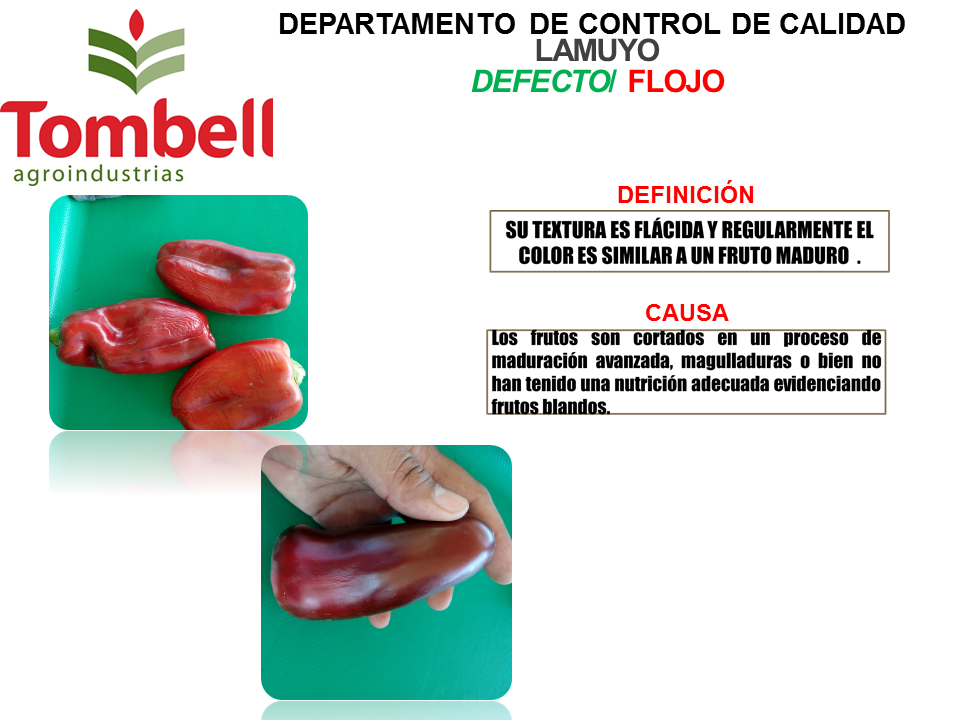 DEPARTAMENTO DE CONTROL DE CALIDAD
LAMUYO
DEFECTO/ FLOJO
Tombell
agroindustrias
DEFINICIÓN
SU TEXTURA ES FLÁCIDA Y REGULARMENTE EL
COLOR ES SIMILAR A UN FRUTO MADURO .
CAUSA
Los frutos son cortados en un proceso de
maduración avanzada, magulladuras o bien no
han tenido una nutrición adecuada evidenciando
frutos blandos.